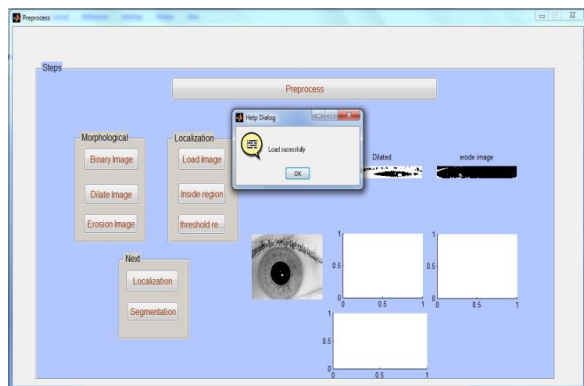 Preprocess
Steps
Preprocess
Help Dialog
Load sucessfully
OK
Morphological
Binary Image
Dilate Image
Erosion Image
Localization
Load Image
Inside region
threshold re...
Dilated
erode image
Next
Localization
Segmentation
1
0.5
0
0 0.5 1
1
0.5
0
0 0.5 1
1
0.5
0
0 0.5 1